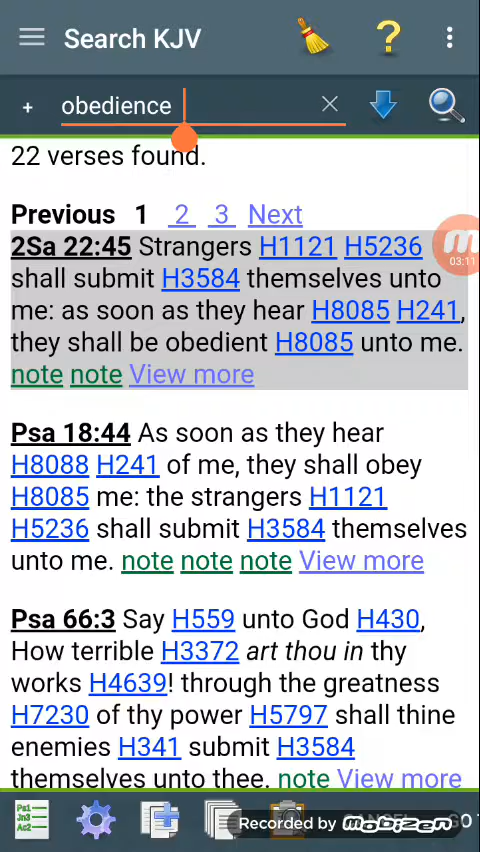 Search KJV
?
+ obedience
22 verses found.
Previous 1 2 3 Next
2Sa 22:45 Strangers H1121 H5236
shall submit H3584 themselves unto
me: as soon as they hear H8085 H241,
they shall be obedient H8085 unto me.
note note View more
03:11
Psa 18:44 As soon as they hear
H8088 H241 of me, they shall obey
H8085 me: the strangers H1121
H5236 shall submit H3584 themselves
unto me. note note note View more
Psa 66:3 Say H559 unto God H430,
How terrible H3372 art thou in thy
works H4639! through the greatness
H7230 of thy power H5797 shall thine
enemies H341 submit H3584
themselves unto thee. note View more
Ps1
Jn3
Ac2
Recorded by mobizen